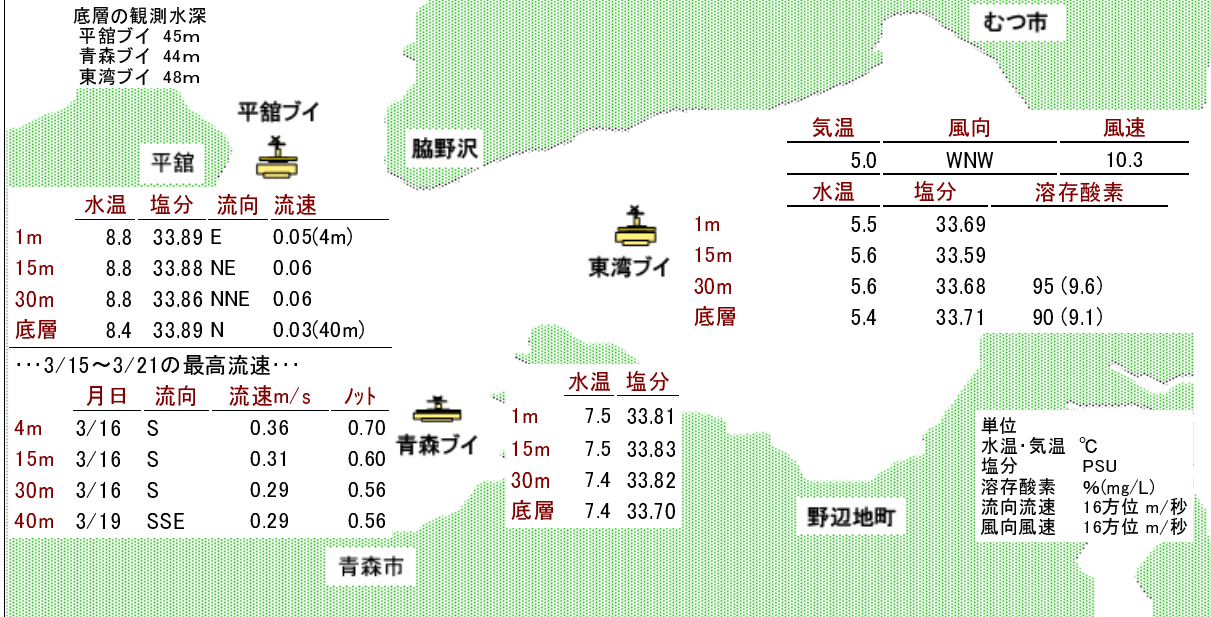 底層の観測水深
平舘ブイ 45m
青森ブイ 44m
東湾ブイ 48m
むつ市
平舘ブイ
平舘
脇野沢
気温 風向 風速
5.0 WNW 10.3
水温 塩分 溶存酸素
1m 5.5 33.69
15m 5.6 33.59
30m 5.6 33.68 95 (9.6)
底層 5.4 33.71 90 (9.1)
東湾ブイ
水温 塩分 流向 流速
1m 8.8 33.89 E 0.05(4m)
15m 8.8 33.88 NE 0.06
30m 8.8 33.86 NNE 0.06
底層 8.4 33.89 N 0.03(40m)
···3/15～3/21の最高流速···
月日 流向 流速m/s ﾉｯﾄ
4m 3/16 S 0.36 0.70
15m 3/16 S 0.31 0.60
30m 3/16 S 0.29 0.56
40m 3/19 SSE 0.29 0.56
青森ブイ
水温 塩分
1m 7.5 33.81
15m 7.5 33.83
30m 7.4 33.82
底層 7.4 33.70
野辺地町
青森市
単位
水温･気温 ℃
塩分 PSU
溶存酸素 %(mg/L)
流向流速 16方位 m/秒
風向風速 16方位 m/秒